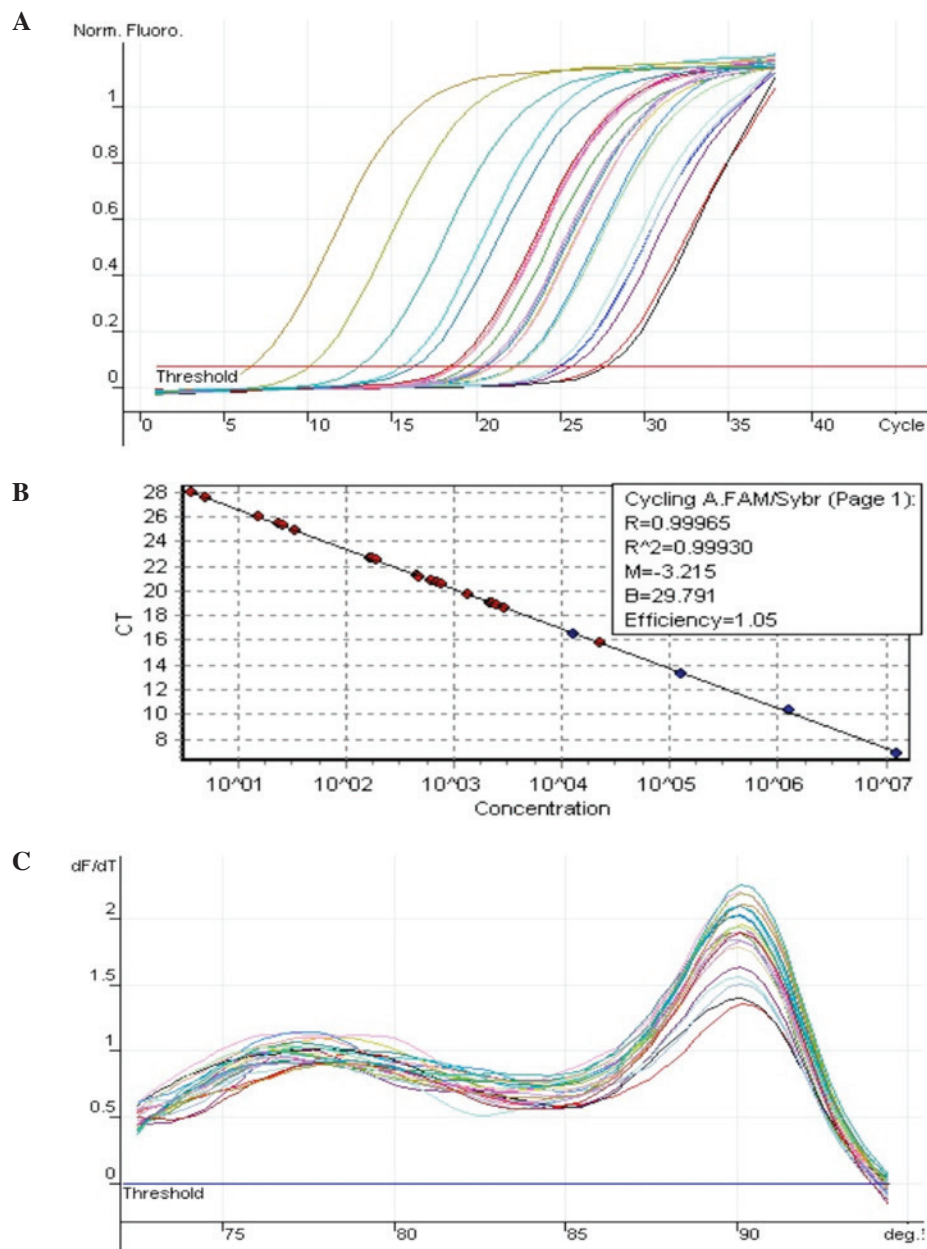 A
Norm. Fluoro.
1
0.8
0.6
0.4
0.2
0
Threshold
0 5 10 15 20 25 30 35 40 Cycle
B
28
26
24
22
20
18
16
14
12
10
8
CT
Cycling A.FAM/Sybr (Page 1):
R=0.99965
R^2=0.99930
M=-3.215
B=29.791
Efficiency=1.05
10^01 10^02 10^03 10^04 10^05 10^06 10^07
Concentration
C
dF/dT
2
1.5
1
0.5
0
Threshold
75 80 85 90 deg.